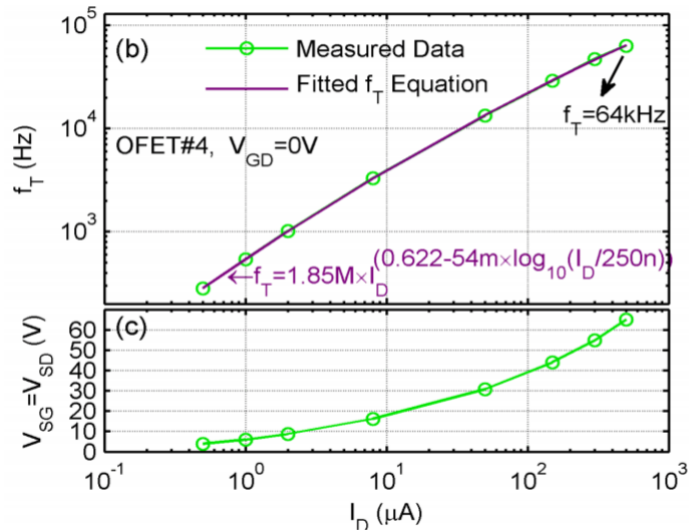 (b)
Measured Data
Fitted f_T Equation
f_T=64kHz
OFET#4, V_GD=0V
f_T=1.85M×I_D^(0.622-54m×log_10(I_D/250n))
10^5
10^4
10^3
f_T (Hz)
(c)
60
50
40
30
20
10
0
V_SG=V_SD (V)
10^-1
10^0
10^1
10^2
10^3
I_D (μA)